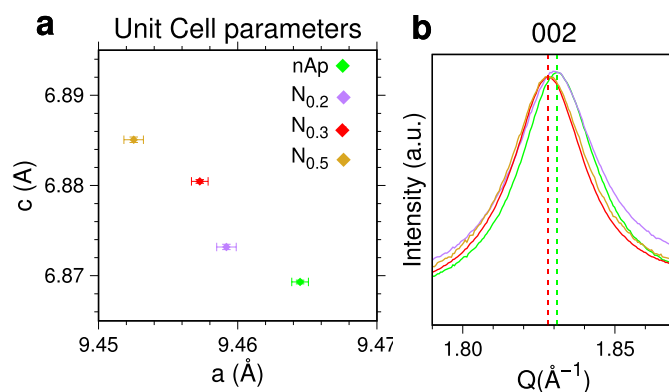 a
Unit Cell parameters
nAp
N0.2
N0.3
N0.5
6.89
6.88
6.87
c (A)
9.45
9.46
9.47
a (Å)
b
002
Intensity (a.u.)
1.80
1.85
Q(Å⁻¹)